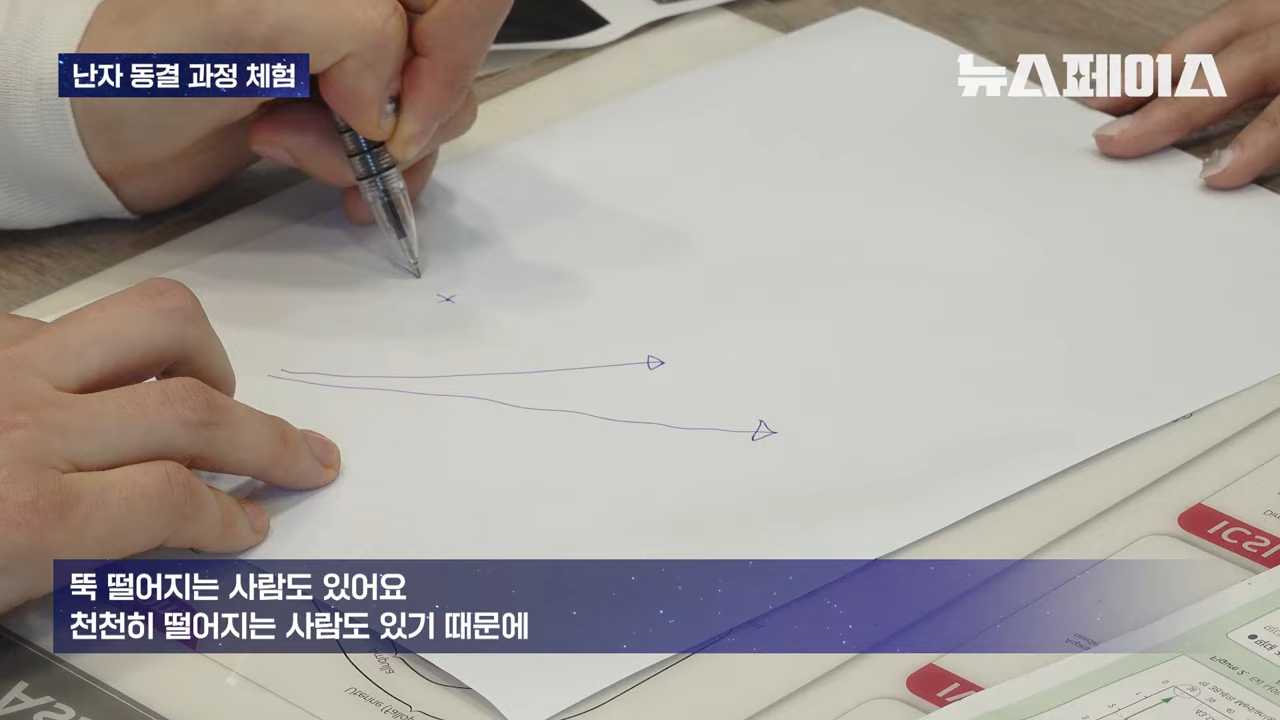 난자 동결 과정 체험
뉴스페이스
뚝 떨어지는 사람도 있어요
천천히 떨어지는 사람도 있기 때문에
ICSI